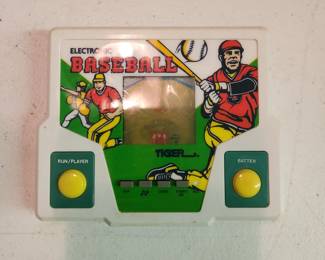 ELECTRONIC
BASEBALL
TIGER
RUN/PLAYER
BATTER